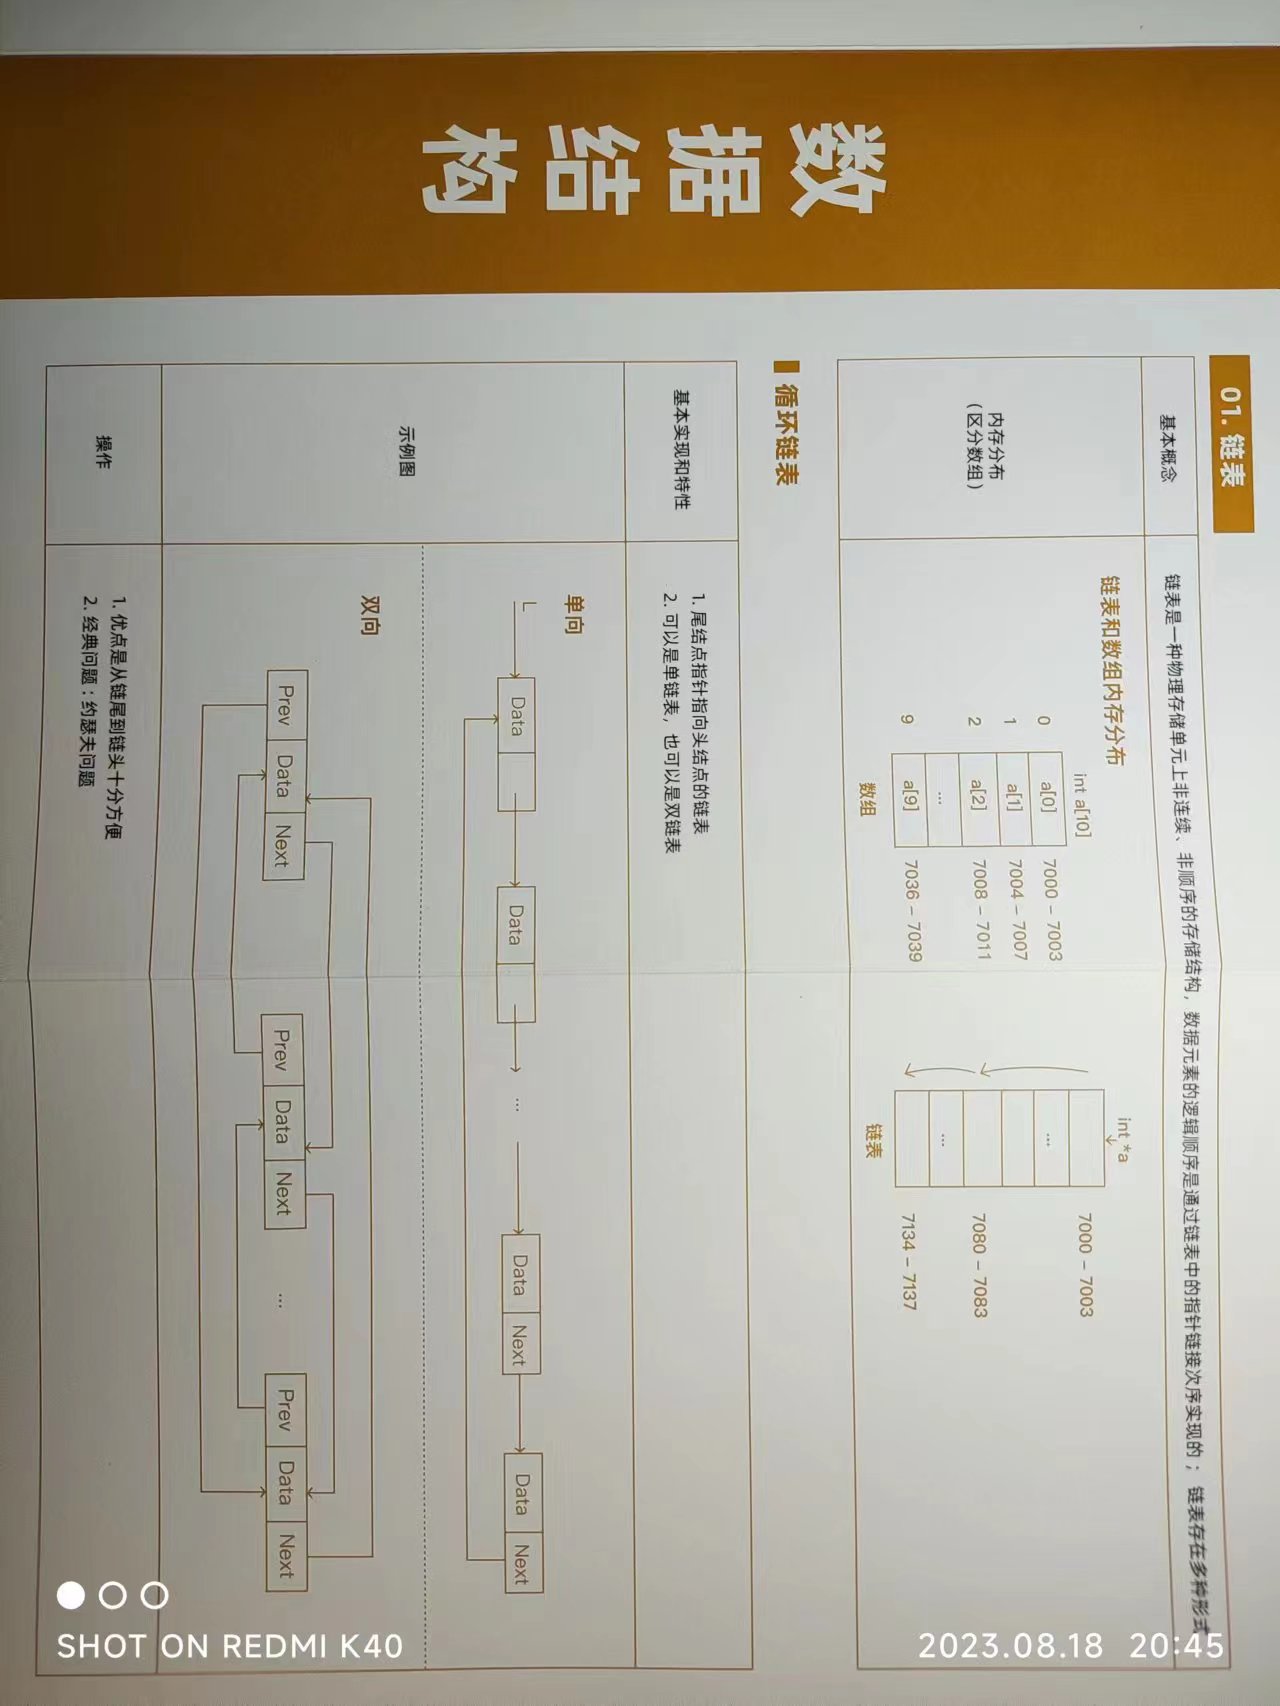 数据结构
01. 链表
基本概念
链表是一种物理存储单元上非连续、非顺序的存储结构，数据元素的逻辑顺序是通过链表中的指针链接次序实现的；链表存在多种形式
内存分布
(区分数组)
链表和数组内存分布
int a[10]
0 a[0] 7000 – 7003
1 a[1] 7004 – 7007
2 a[2] 7008 – 7011
...
9 a[9] 7036 – 7039
数组
int *a
7000 – 7003
...
7080 – 7083
...
7134 – 7137
链表
循环链表
基本实现和特性
1. 尾结点指针指向头结点的链表
2. 可以是单链表，也可以是双链表
示例图
单向
L Data Data ... Data Next Data Next
双向
Prev Data Next Prev Data Next ... Prev Data Next
操作
1. 优点是从链尾到链头十分方便
2. 经典问题：约瑟夫问题
SHOT ON REDMI K40
2023.08.18 20:45